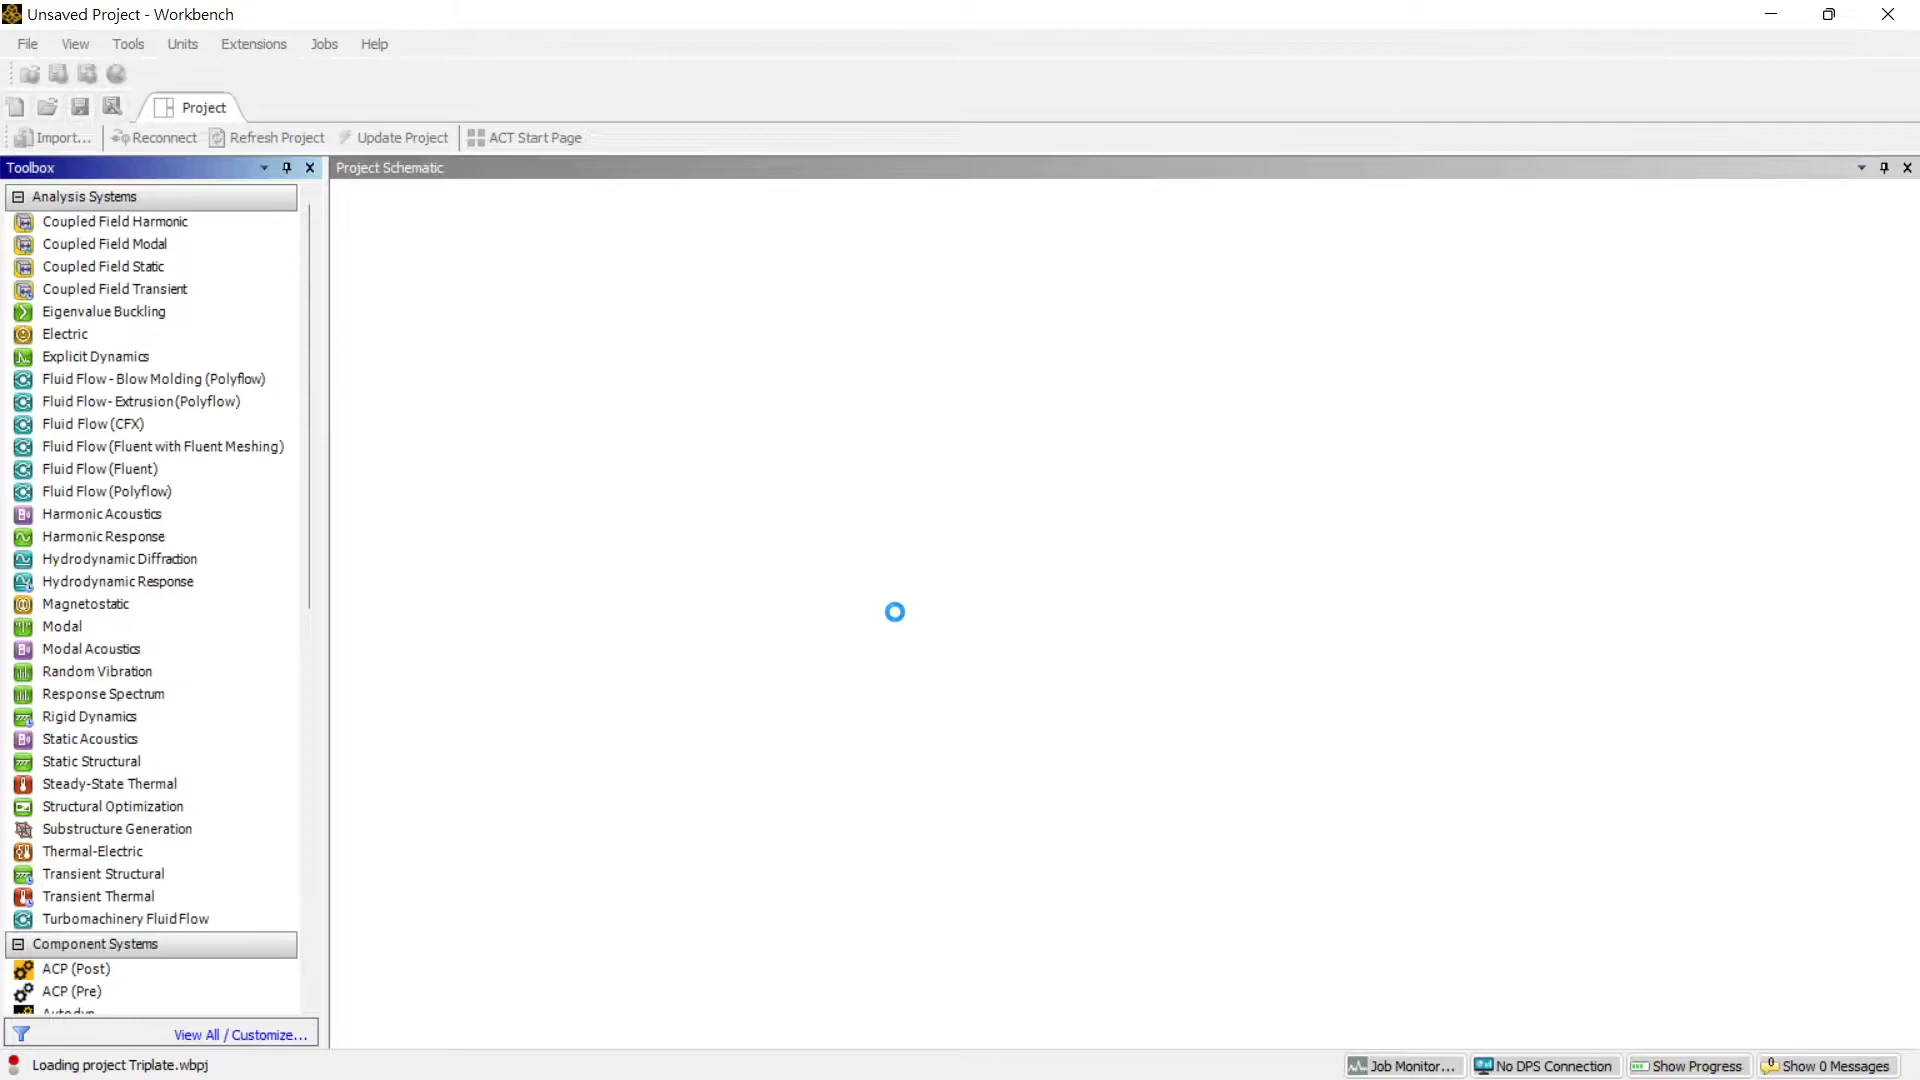 Unsaved Project - Workbench
File View Tools Units Extensions Jobs Help
Project
Import... Reconnect Refresh Project Update Project ACT Start Page
Toolbox
Project Schematic
Analysis Systems
Coupled Field Harmonic
Coupled Field Modal
Coupled Field Static
Coupled Field Transient
Eigenvalue Buckling
Electric
Explicit Dynamics
Fluid Flow - Blow Molding (Polyflow)
Fluid Flow - Extrusion (Polyflow)
Fluid Flow (CFX)
Fluid Flow (Fluent with Fluent Meshing)
Fluid Flow (Fluent)
Fluid Flow (Polyflow)
Harmonic Acoustics
Harmonic Response
Hydrodynamic Diffraction
Hydrodynamic Response
Magnetostatic
Modal
Modal Acoustics
Random Vibration
Response Spectrum
Rigid Dynamics
Static Acoustics
Static Structural
Steady-State Thermal
Structural Optimization
Substructure Generation
Thermal-Electric
Transient Structural
Transient Thermal
Turbomachinery Fluid Flow
Component Systems
ACP (Post)
ACP (Pre)
Autodyn
View All / Customize...
Loading project Triplate.wbpj
Job Monitor... No DPS Connection Show Progress Show 0 Messages